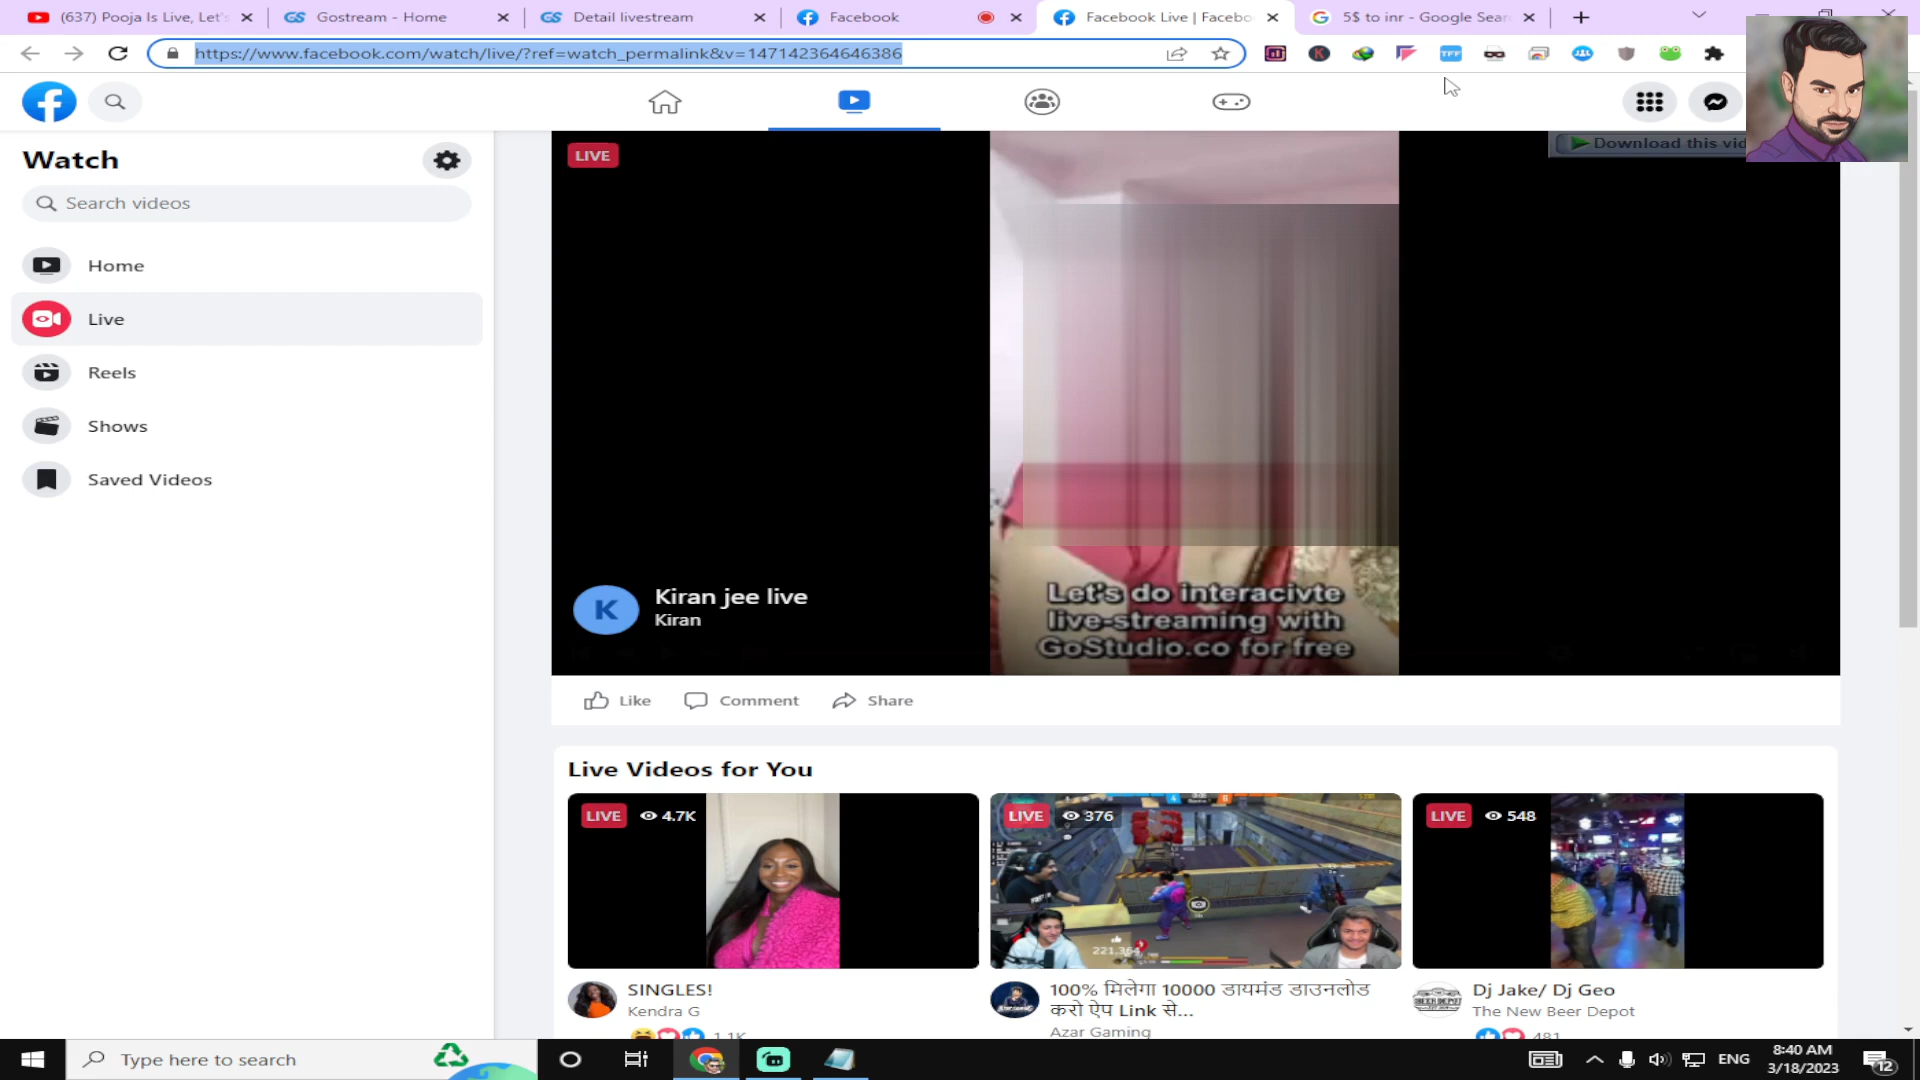 (637) Pooja Is Live, Let's
Gostream - Home
Detail livestream
Facebook
Facebook Live | Facebo
5$ to inr - Google Sear
https://www.facebook.com/watch/live/?ref=watch_permalink&v=147142364646386
TFF
Watch
Search videos
Home
Live
Reels
Shows
Saved Videos
LIVE
Download this vid
K
Kiran jee live
Kiran
Let's do interacivte
live-streaming with
GoStudio.co for free
Like
Comment
Share
Live Videos for You
LIVE 4.7K
LIVE 376
LIVE 548
221,364
SINGLES!
Kendra G
1.1K
100% मिलेगा 10000 डायमंड डाउनलोड
करो ऐप Link से...
Azar Gaming
Dj Jake/ Dj Geo
The New Beer Depot
481
Type here to search
ENG
8:40 AM
3/18/2023
12